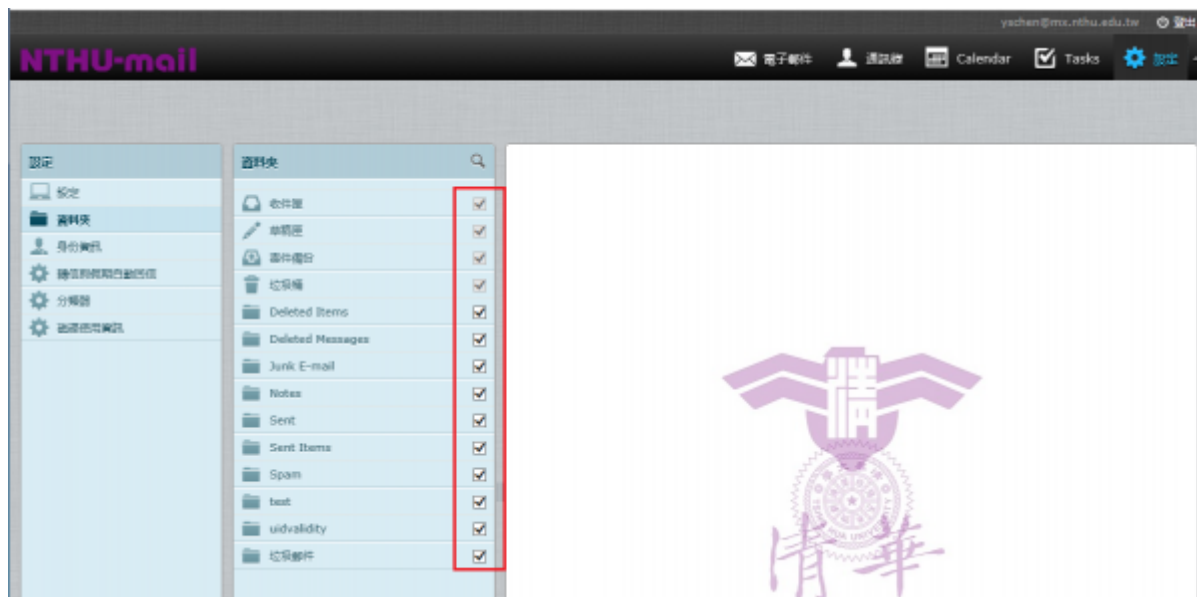 yschen@mx.nthu.edu.tw 登出
NTHU-mail
電子郵件
通訊錄
Calendar
Tasks
設定
設定
設定
資料夾
身份資訊
分類器
資料夾
收件匣
草稿匣
寄件備份
垃圾桶
Deleted Items
Deleted Messages
Junk E-mail
Notes
Sent
Sent Items
Spam
test
uidvalidity
垃圾郵件
清華